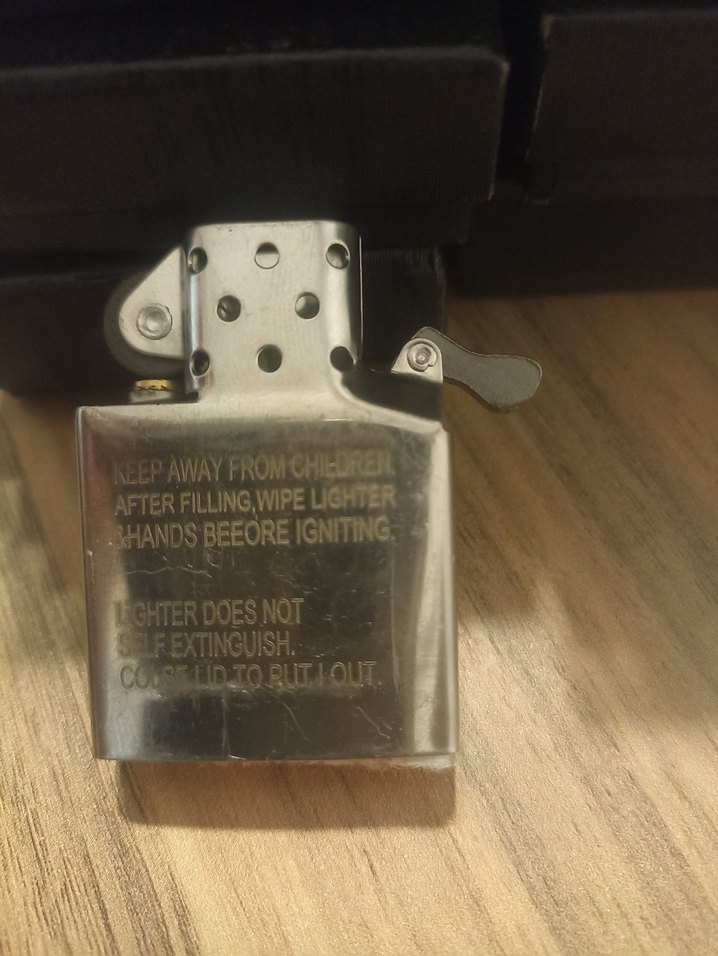 KEEP AWAY FROM CHILDREN.
AFTER FILLING,WIPE LIGHTER
&HANDS BEEORE IGNITING.
LIGHTER DOES NOT
SELF EXTINGUISH.
COLSE LID TO PUT I OUT.